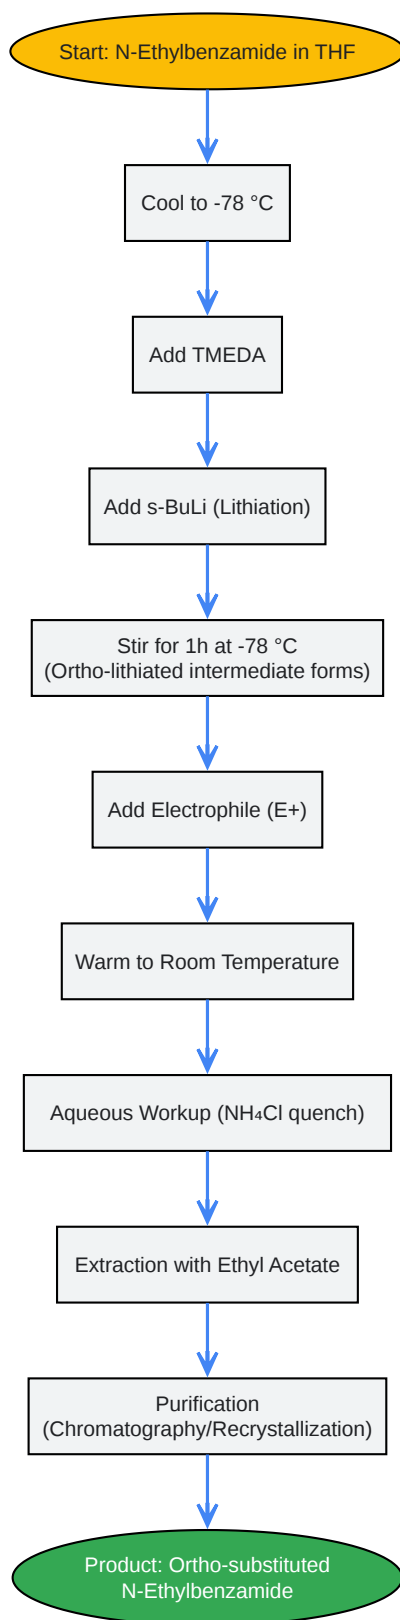 Start: N-Ethylbenzamide in THF
Cool to -78 °C
Add TMEDA
Add s-BuLi (Lithiation)
Stir for 1h at -78 °C
(Ortho-lithiated intermediate forms)
Add Electrophile (E+)
Warm to Room Temperature
Aqueous Workup (NH₄Cl quench)
Extraction with Ethyl Acetate
Purification
(Chromatography/Recrystallization)
Product: Ortho-substituted
N-Ethylbenzamide